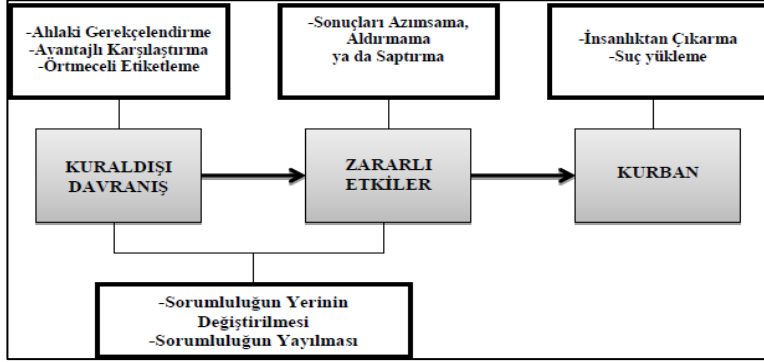 -Ahlaki Gerekçelendirme
-Avantajlı Karşılaştırma
-Örtmeceli Etiketleme
-Sonuçları Azımsama,
Aldırmama
ya da Saptırma
-İnsanlıktan Çıkarma
-Suç yükleme
KURALDIŞI
DAVRANIŞ
ZARARLI
ETKİLER
KURBAN
-Sorumluluğun Yerinin
Değiştirilmesi
-Sorumluluğun Yayılması